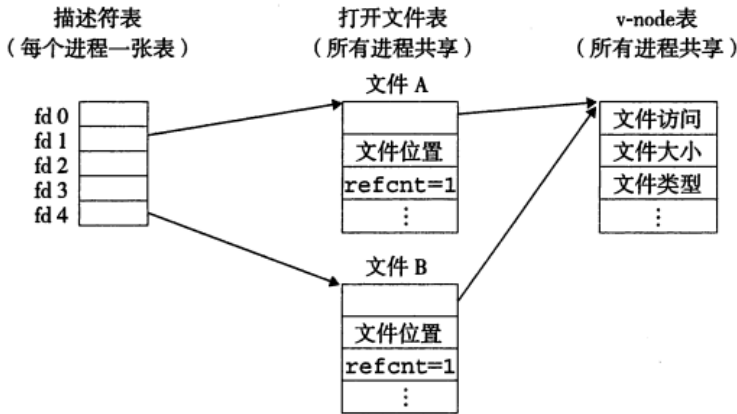 描述符表
（每个进程一张表）
打开文件表
（所有进程共享）
v-node表
（所有进程共享）
fd 0
fd 1
fd 2
fd 3
fd 4
文件 A
文件位置
refcnt=1
⋮
文件 B
文件位置
refcnt=1
⋮
文件访问
文件大小
文件类型
⋮